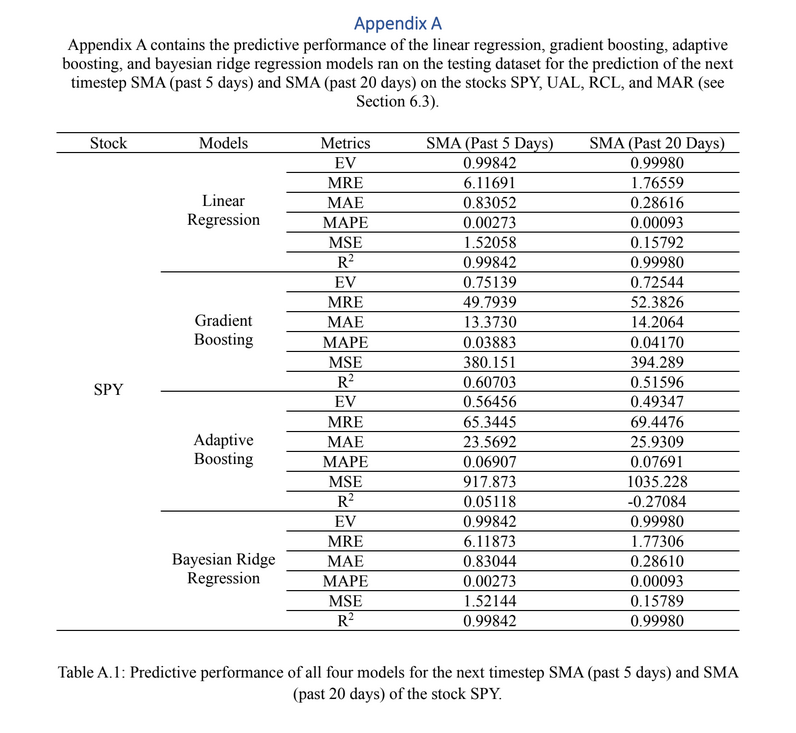 Appendix A
Appendix A contains the predictive performance of the linear regression, gradient boosting, adaptive
boosting, and bayesian ridge regression models ran on the testing dataset for the prediction of the next
timestep SMA (past 5 days) and SMA (past 20 days) on the stocks SPY, UAL, RCL, and MAR (see
Section 6.3).
Stock Models Metrics SMA (Past 5 Days) SMA (Past 20 Days)
SPY
Linear
Regression
EV 0.99842 0.99980
MRE 6.11691 1.76559
MAE 0.83052 0.28616
MAPE 0.00273 0.00093
MSE 1.52058 0.15792
R² 0.99842 0.99980
Gradient
Boosting
EV 0.75139 0.72544
MRE 49.7939 52.3826
MAE 13.3730 14.2064
MAPE 0.03883 0.04170
MSE 380.151 394.289
R² 0.60703 0.51596
Adaptive
Boosting
EV 0.56456 0.49347
MRE 65.3445 69.4476
MAE 23.5692 25.9309
MAPE 0.06907 0.07691
MSE 917.873 1035.228
R² 0.05118 -0.27084
Bayesian Ridge
Regression
EV 0.99842 0.99980
MRE 6.11873 1.77306
MAE 0.83044 0.28610
MAPE 0.00273 0.00093
MSE 1.52144 0.15789
R² 0.99842 0.99980
Table A.1: Predictive performance of all four models for the next timestep SMA (past 5 days) and SMA
(past 20 days) of the stock SPY.